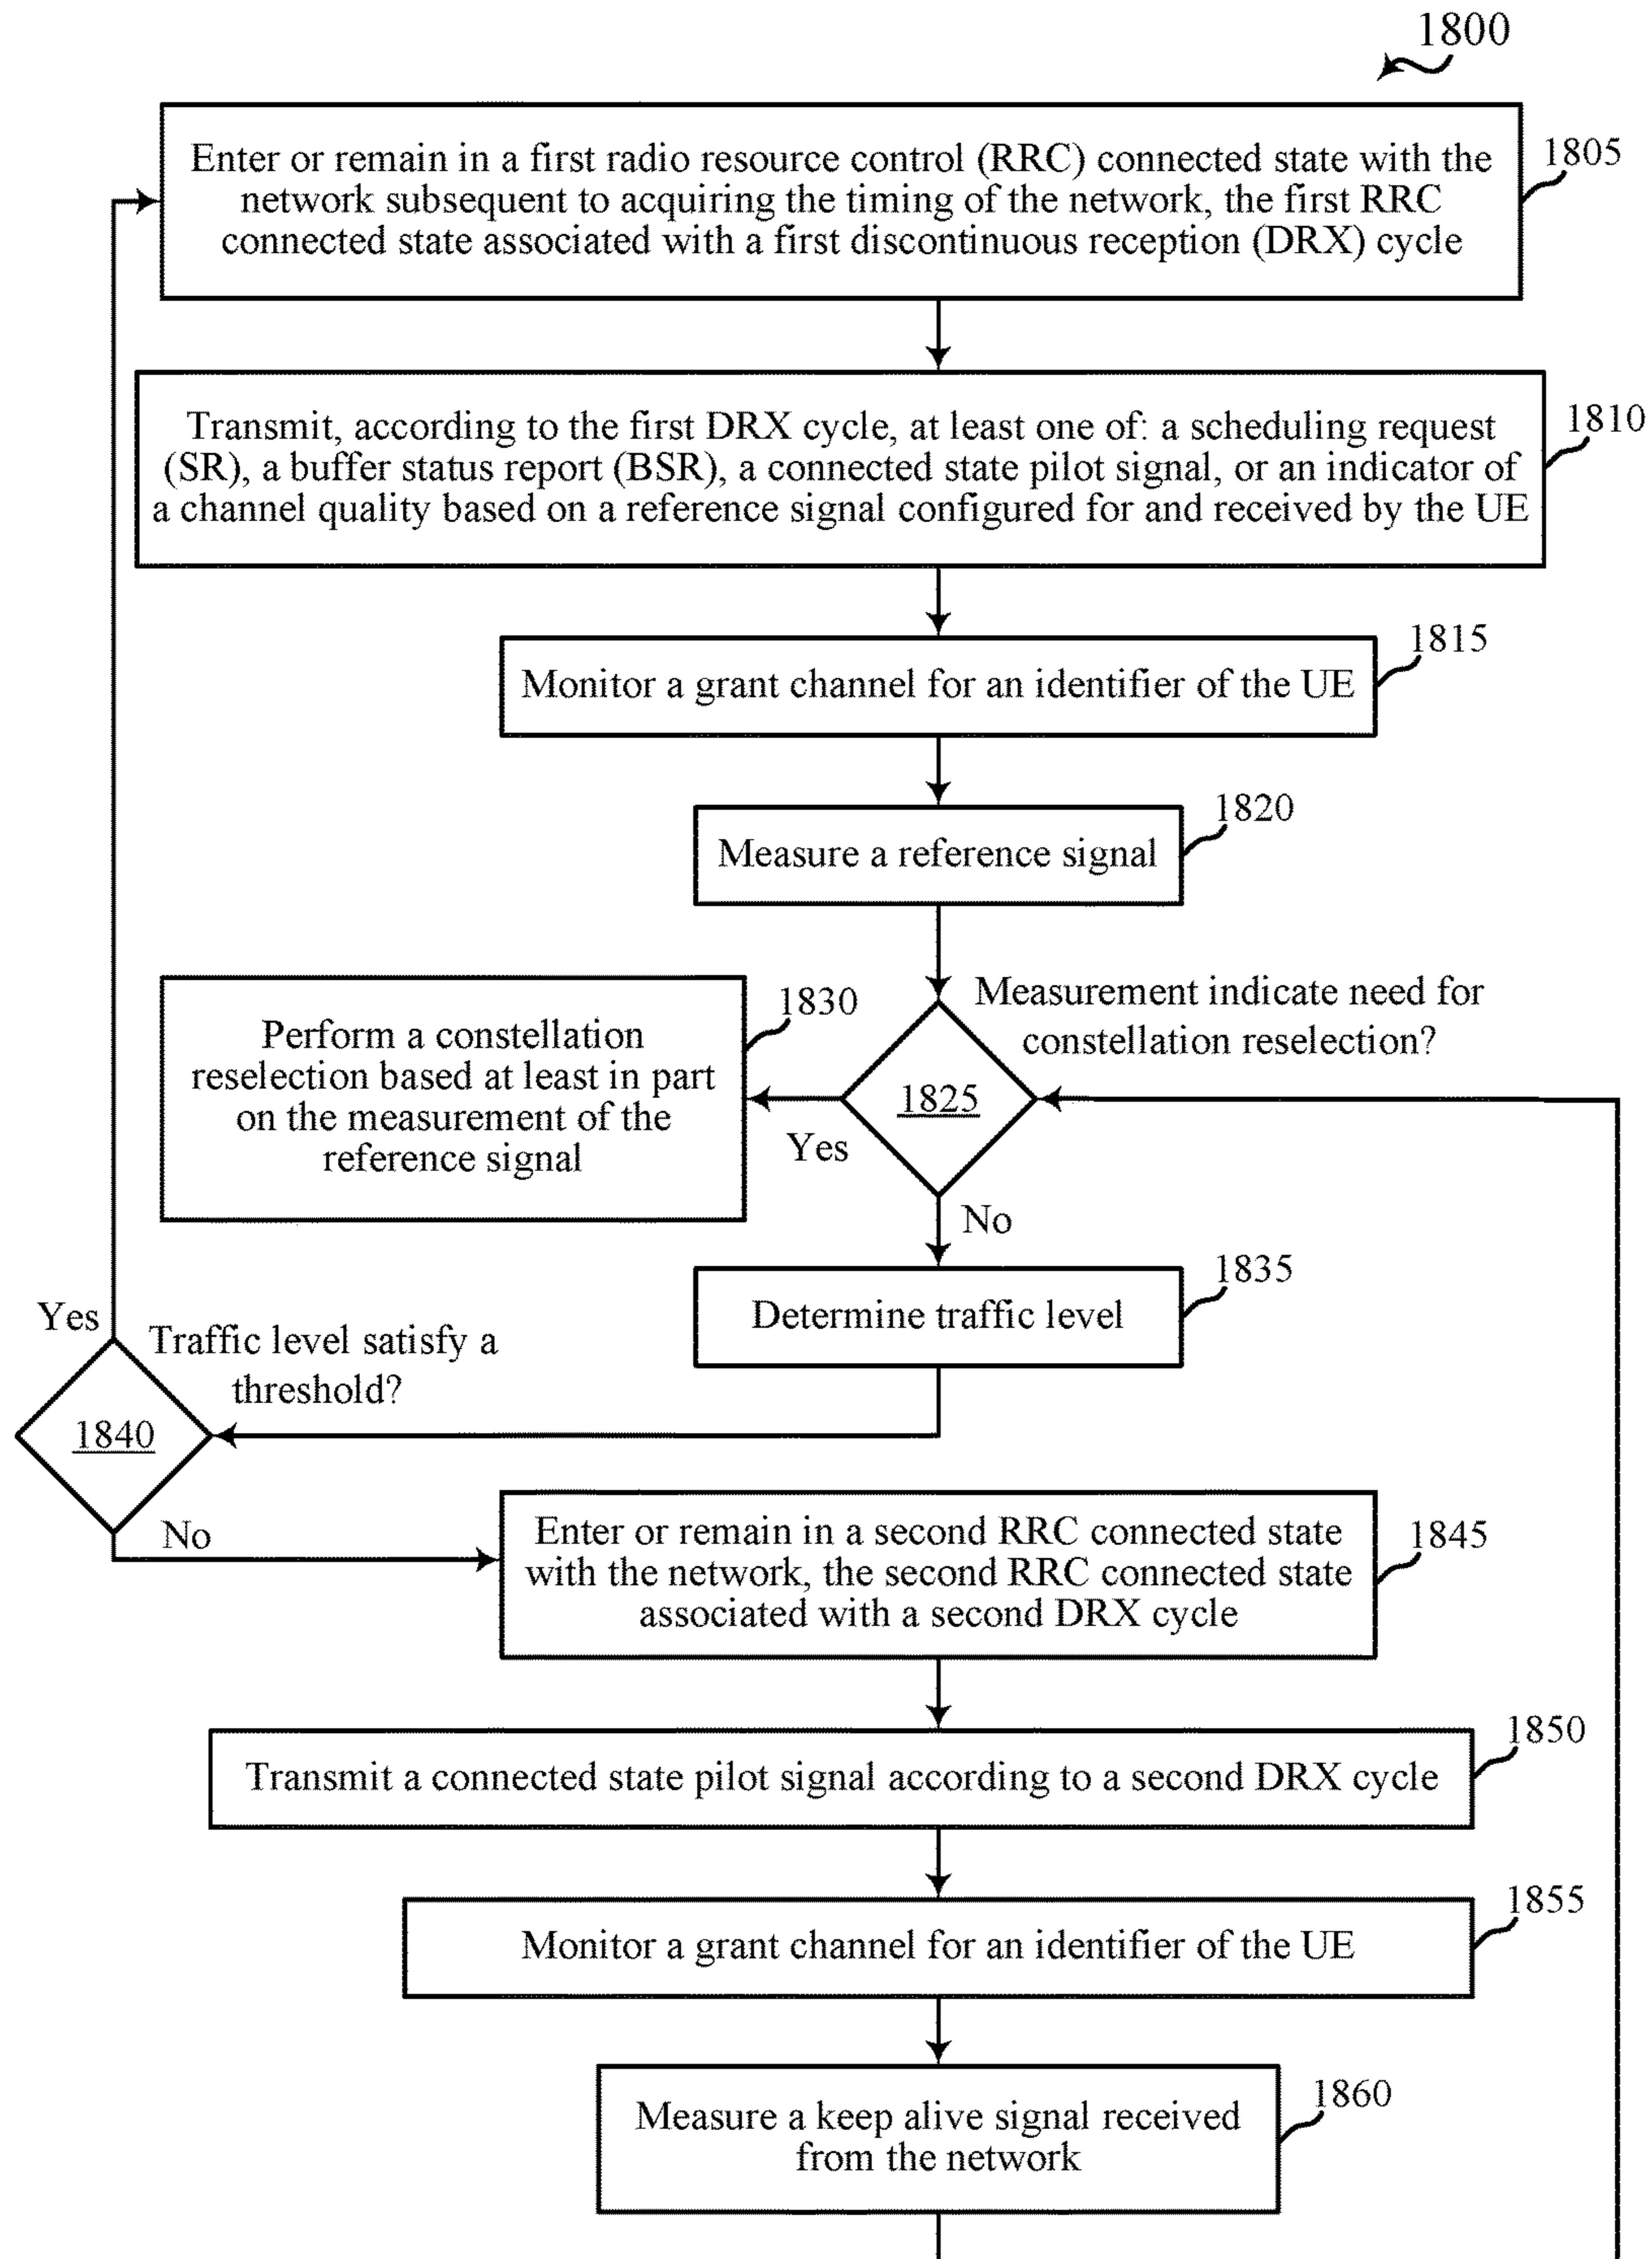 1800
Enter or remain in a first radio resource control (RRC) connected state with the
network subsequent to acquiring the timing of the network, the first RRC
connected state associated with a first discontinuous reception (DRX) cycle
1805
Transmit, according to the first DRX cycle, at least one of: a scheduling request
(SR), a buffer status report (BSR), a connected state pilot signal, or an indicator of
a channel quality based on a reference signal configured for and received by the UE
1810
Monitor a grant channel for an identifier of the UE
1815
Measure a reference signal
1820
Measurement indicate need for
constellation reselection?
1825
Yes
Perform a constellation
reselection based at least in part
on the measurement of the
reference signal
1830
No
Determine traffic level
1835
Yes
Traffic level satisfy a
threshold?
1840
No
Enter or remain in a second RRC connected state
with the network, the second RRC connected state
associated with a second DRX cycle
1845
Transmit a connected state pilot signal according to a second DRX cycle
1850
Monitor a grant channel for an identifier of the UE
1855
Measure a keep alive signal received
from the network
1860